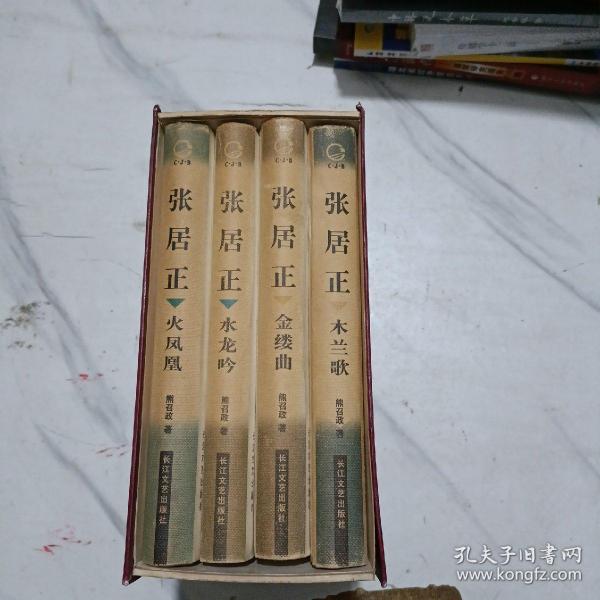 C·J·B
张居正
火凤凰
熊召政 著
长江文艺出版社
C·J·B
张居正
水龙吟
熊召政 著
长江文艺出版社
C·J·B
张居正
金缕曲
熊召政 著
长江文艺出版社
C·J·B
张居正
木兰歌
熊召政 著
长江文艺出版社
孔夫子旧书网
www.kongfz.com